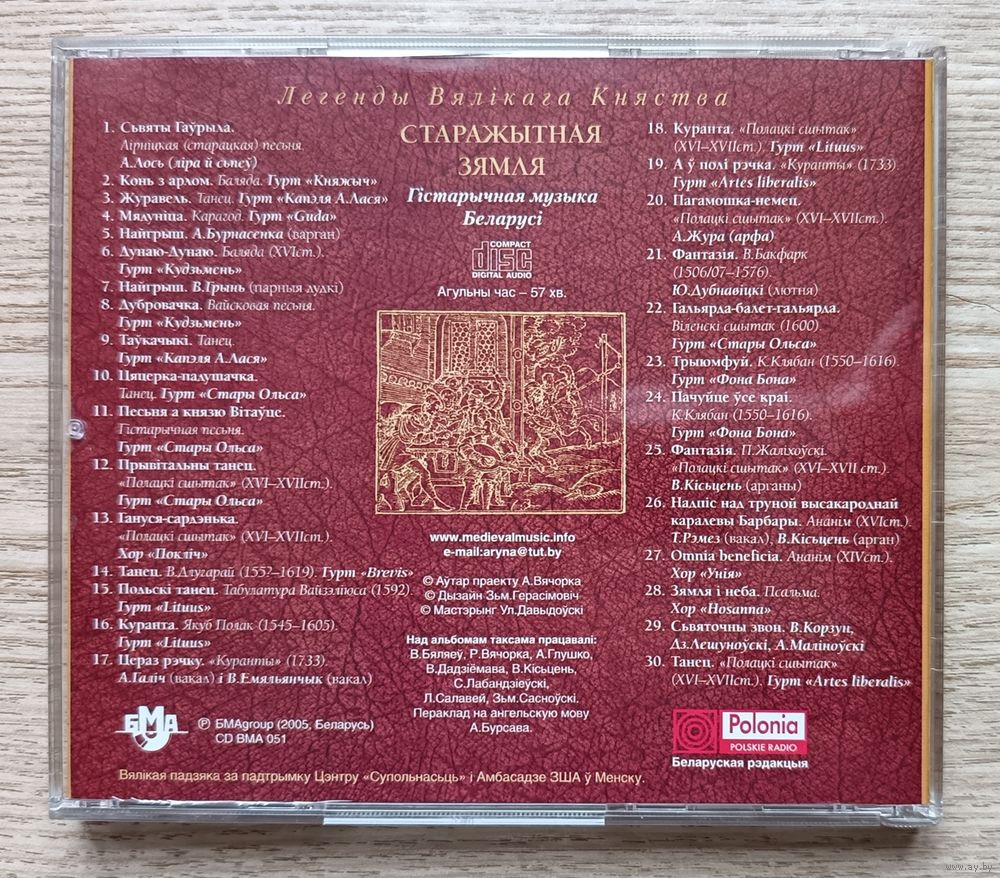 Легенды Вялікага Княства
1. Сьвяты Гаўрыла.
Лірніцкая (старацкая) песьня.
А.Лось (ліра й сьпеў)
2. Конь з арлом. Баляда. Гурт «Княжыч»
3. Журавель. Танец. Гурт «Капэля А.Лася»
4. Мядуніца. Карагод. Гурт «Guda»
5. Найгрыш. А.Бурнасенка (варган)
6. Дунаю-Дунаю. Баляда (XVIст.).
Гурт «Кудзьмень»
7. Найгрыш. В.Грынь (парныя дудкі)
8. Дубровачка. Вайсковая песьня.
Гурт «Кудзьмень»
9. Таўкачыкі. Танец.
Гурт «Капэля А.Лася»
10. Цяцерка-падушачка.
Танец. Гурт «Стары Ольса»
11. Песьня а князю Вітаўце.
Гістарычная песьня.
Гурт «Стары Ольса»
12. Прывітальны танец.
«Полацкі сшытак» (XVI–XVIIст.).
Гурт «Стары Ольса»
13. Гануся-сардэнька.
«Полацкі сшытак» (XVI–XVIIст.).
Хор «Покліч»
14. Танец. В.Длугарай (155?–1619). Гурт «Brevis»
15. Польскі танец. Табулатура Вайзэлюса (1592).
Гурт «Lituus»
16. Куранта. Якуб Полак (1545–1605).
Гурт «Lituus»
17. Цераз рэчку. «Куранты» (1733).
А.Галіч (вакал) і В.Емяльянчык (вакал)
СТАРАЖЫТНАЯ
ЗЯМЛЯ
Гістарычная музыка
Беларусі
COMPACT
disc
DIGITAL AUDIO
Агульны час – 57 хв.
www.medievalmusic.info
e-mail:aryna@tut.by
© Аўтар праекту А.Вячорка
© Дызайн Зьм.Герасімовіч
© Мастэрынг Ул.Давыдоўскі
Над альбомам таксама працавалі:
В.Бяляеў, Р.Вячорка, А.Глушко,
В.Дадзіёмава, В.Кісьцень,
С.Лабандзіеўскі,
Л.Салавей, Зьм.Сасноўскі.
Пераклад на ангельскую мову
А.Бурсава.
18. Куранта. «Полацкі сшытак»
(XVI–XVIIст.). Гурт «Lituus»
19. А ў полі рэчка. «Куранты» (1733).
Гурт «Artes liberalis»
20. Пагамошка-немец.
«Полацкі сшытак» (XVI–XVIIст.).
А.Жура (арфа)
21. Фантазія. В.Бакфарк
(1506/07–1576).
Ю.Дубнавіцкі (лютня)
22. Гальярда-балет-гальярда.
Віленскі сшытак (1600).
Гурт «Стары Ольса»
23. Трыюмфуй. К.Клябан (1550–1616).
Гурт «Фона Бона»
24. Пачуйце ўсе краі.
К.Клябан (1550–1616).
Гурт «Фона Бона»
25. Фантазія. П.Жаліхоўскі.
«Полацкі сшытак» (XVI–XVII ст.).
В.Кісьцень (арганы)
26. Надпіс над труной высакароднай
каралевы Барбары. Ананім (XVIст.).
Т.Рэмез (вакал), В.Кісьцень (арган)
27. Omnia beneficia. Ананім (XIVст.).
Хор «Унія»
28. Зямля і неба. Псальма.
Хор «Hosanna»
29. Сьвяточны звон. В.Корзун,
Дз.Лешуноўскі, А.Маліноўскі
30. Танец. «Полацкі сшытак»
(XVI–XVIIст.). Гурт «Artes liberalis»
БМА
℗ БМАgroup (2005, Беларусь)
CD BMA 051
Polonia
POLSKIE RADIO
Беларуская рэдакцыя
Вялікая падзяка за падтрымку Цэнтру «Супольнасьць» і Амбасадзе ЗША ў Менску.
www.ay.by